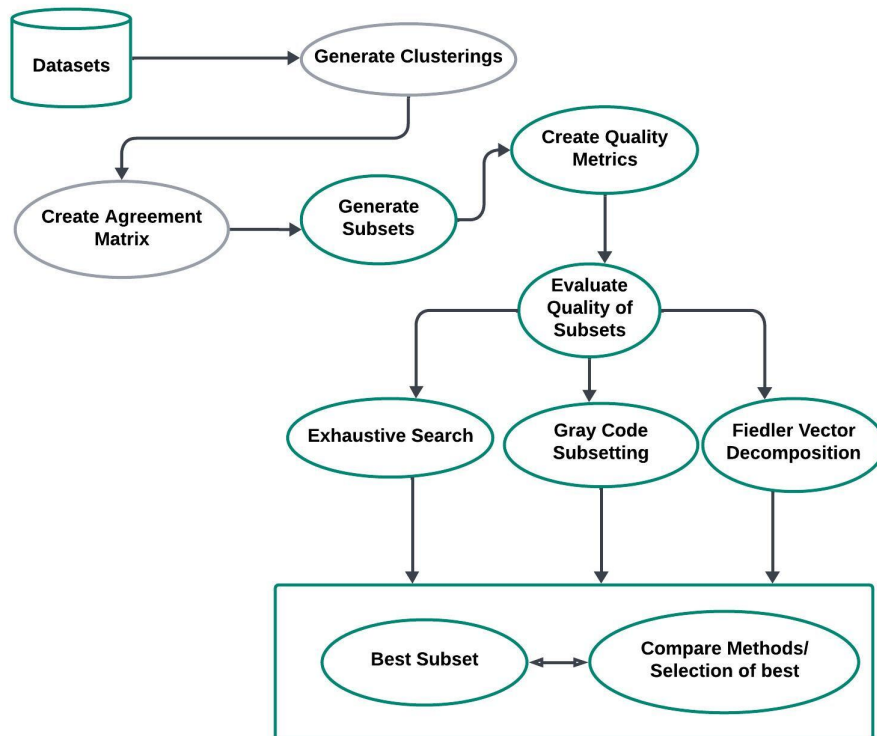 Datasets
Generate Clusterings
Create Quality
Metrics
Create Agreement
Matrix
Generate
Subsets
Evaluate
Quality of
Subsets
Exhaustive Search
Gray Code
Subsetting
Fiedler Vector
Decomposition
Best Subset
Compare Methods/
Selection of best